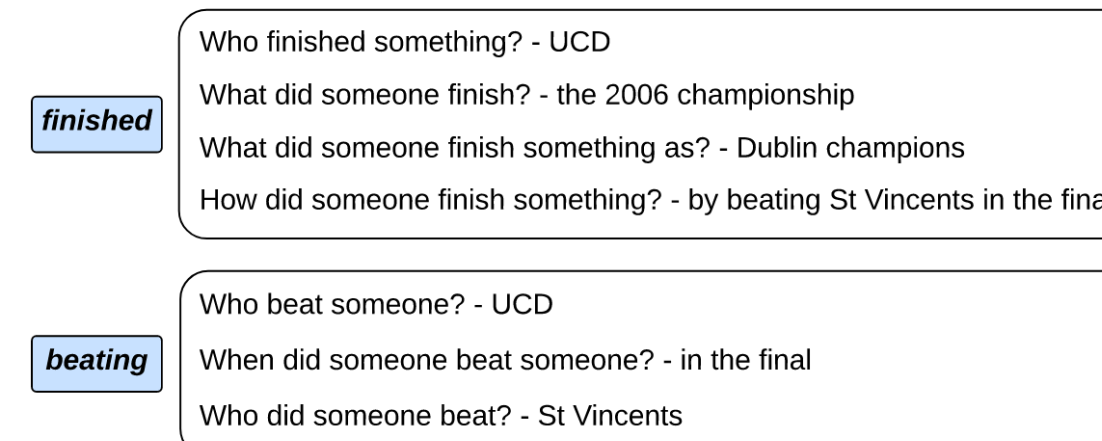 finished
Who finished something? - UCD
What did someone finish? - the 2006 championship
What did someone finish something as? - Dublin champions
How did someone finish something? - by beating St Vincents in the fina
beating
Who beat someone? - UCD
When did someone beat someone? - in the final
Who did someone beat? - St Vincents